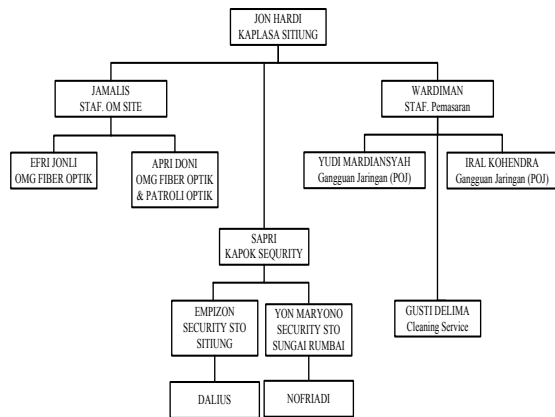 JON HARDI
KAPLASA SITIUNG
JAMALIS
STAF. OM SITE
WARDIMAN
STAF. Pemasaran
EFRI JONLI
OMG FIBER OPTIK
APRI DONI
OMG FIBER OPTIK
& PATROLI OPTIK
YUDI MARDIANSYAH
Gangguan Jaringan (POJ)
IRAL KOHENDRA
Gangguan Jaringan (POJ)
SAPRI
KAPOK SEQURITY
EMPIZON
SECURITY STO
SITIUNG
YON MARYONO
SECURITY STO
SUNGAI RUMBAI
GUSTI DELIMA
Cleaning Service
DALIUS
NOFRIADI